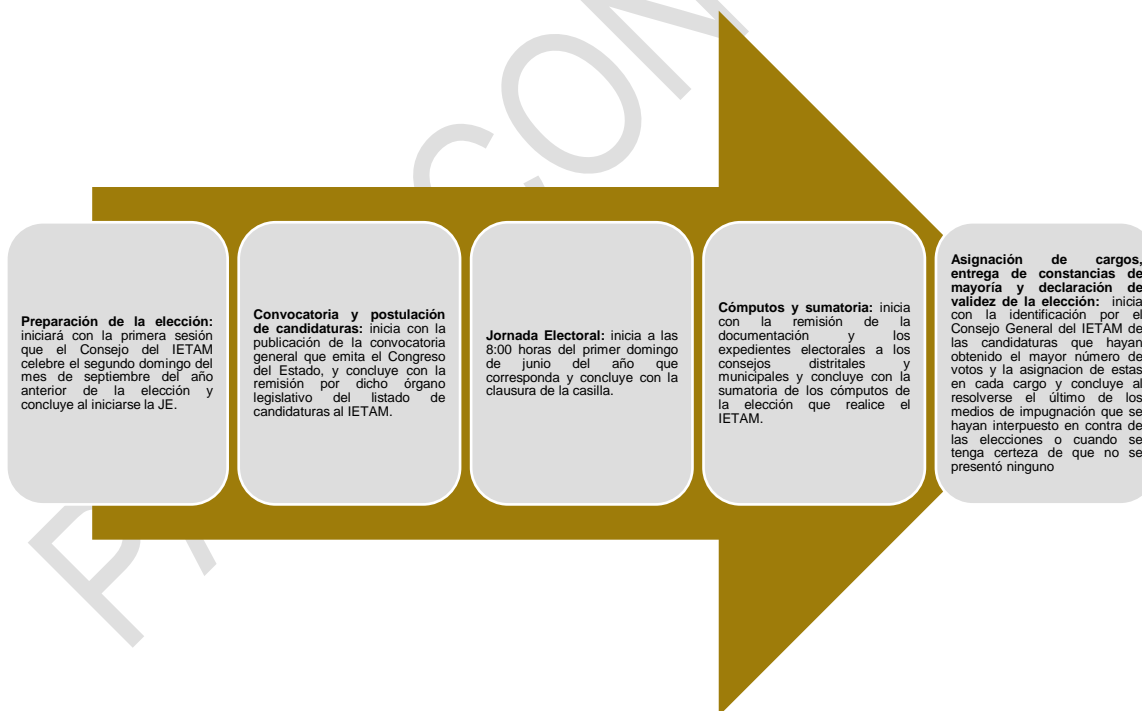 Preparación de la elección:
iniciará con la primera sesión
que el Consejo del IETAM
celebre el segundo domingo del
mes de septiembre del año
anterior de la elección y
concluye al iniciarse la JE.
Convocatoria y postulación
de candidaturas: inicia con la
publicación de la convocatoria
general que emita el Congreso
del Estado, y concluye con la
remisión por dicho órgano
legislativo del listado de
candidaturas al IETAM.
Jornada Electoral: inicia a las
8:00 horas del primer domingo
de junio del año que
corresponda y concluye con la
clausura de la casilla.
Cómputos y sumatoria: inicia
con la remisión de la
documentación y los
expedientes electorales a los
consejos distritales y
municipales y concluye con la
sumatoria de los cómputos de
la elección que realice el
IETAM.
Asignación de cargos,
entrega de constancias de
mayoría y declaración de
validez de la elección: inicia
con la identificación por el
Consejo General del IETAM de
las candidaturas que hayan
obtenido el mayor número de
votos y la asignacion de estas
en cada cargo y concluye al
resolverse el último de los
medios de impugnación que se
hayan interpuesto en contra de
las elecciones o cuando se
tenga certeza de que no se
presentó ninguno